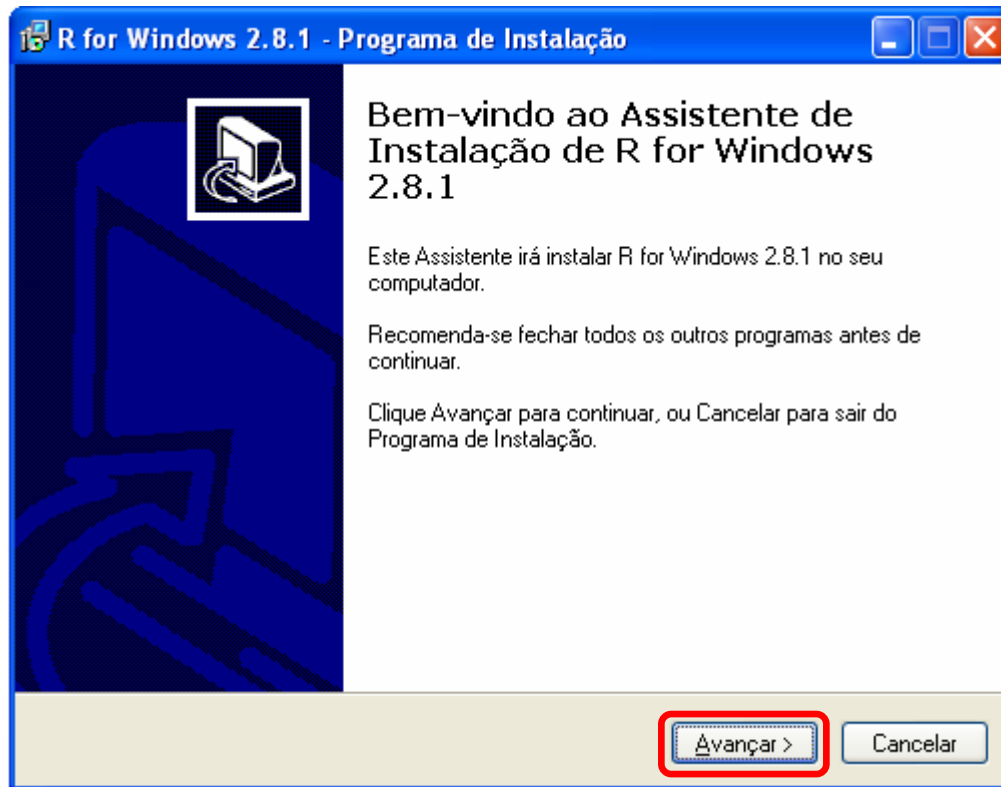 R for Windows 2.8.1 - Programa de Instalação
Bem-vindo ao Assistente de
Instalação de R for Windows
2.8.1
Este Assistente irá instalar R for Windows 2.8.1 no seu
computador.
Recomenda-se fechar todos os outros programas antes de
continuar.
Clique Avançar para continuar, ou Cancelar para sair do
Programa de Instalação.
Avançar >
Cancelar